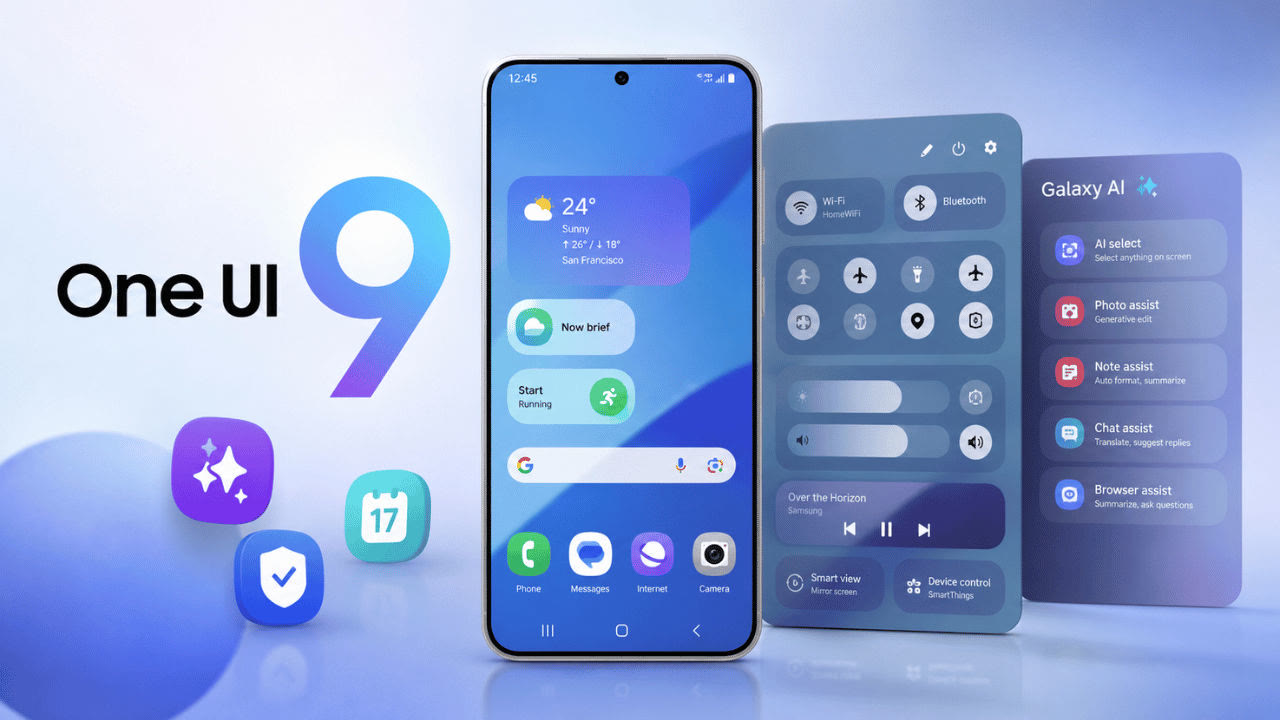 One UI 9
12:45
24°
Sunny
↑ 26° / ↓ 18°
San Francisco
Now brief
Start
Running
Phone
Messages
Internet
Camera
Wi-Fi
HomeWiFi
Bluetooth
Over the Horizon
Samsung
Smart view
Mirror screen
Device control
SmartThings
Galaxy AI
AI select
Select anything on screen
Photo assist
Generative edit
Note assist
Auto format, summarize
Chat assist
Translate, suggest replies
Browser assist
Summarize, ask questions
17